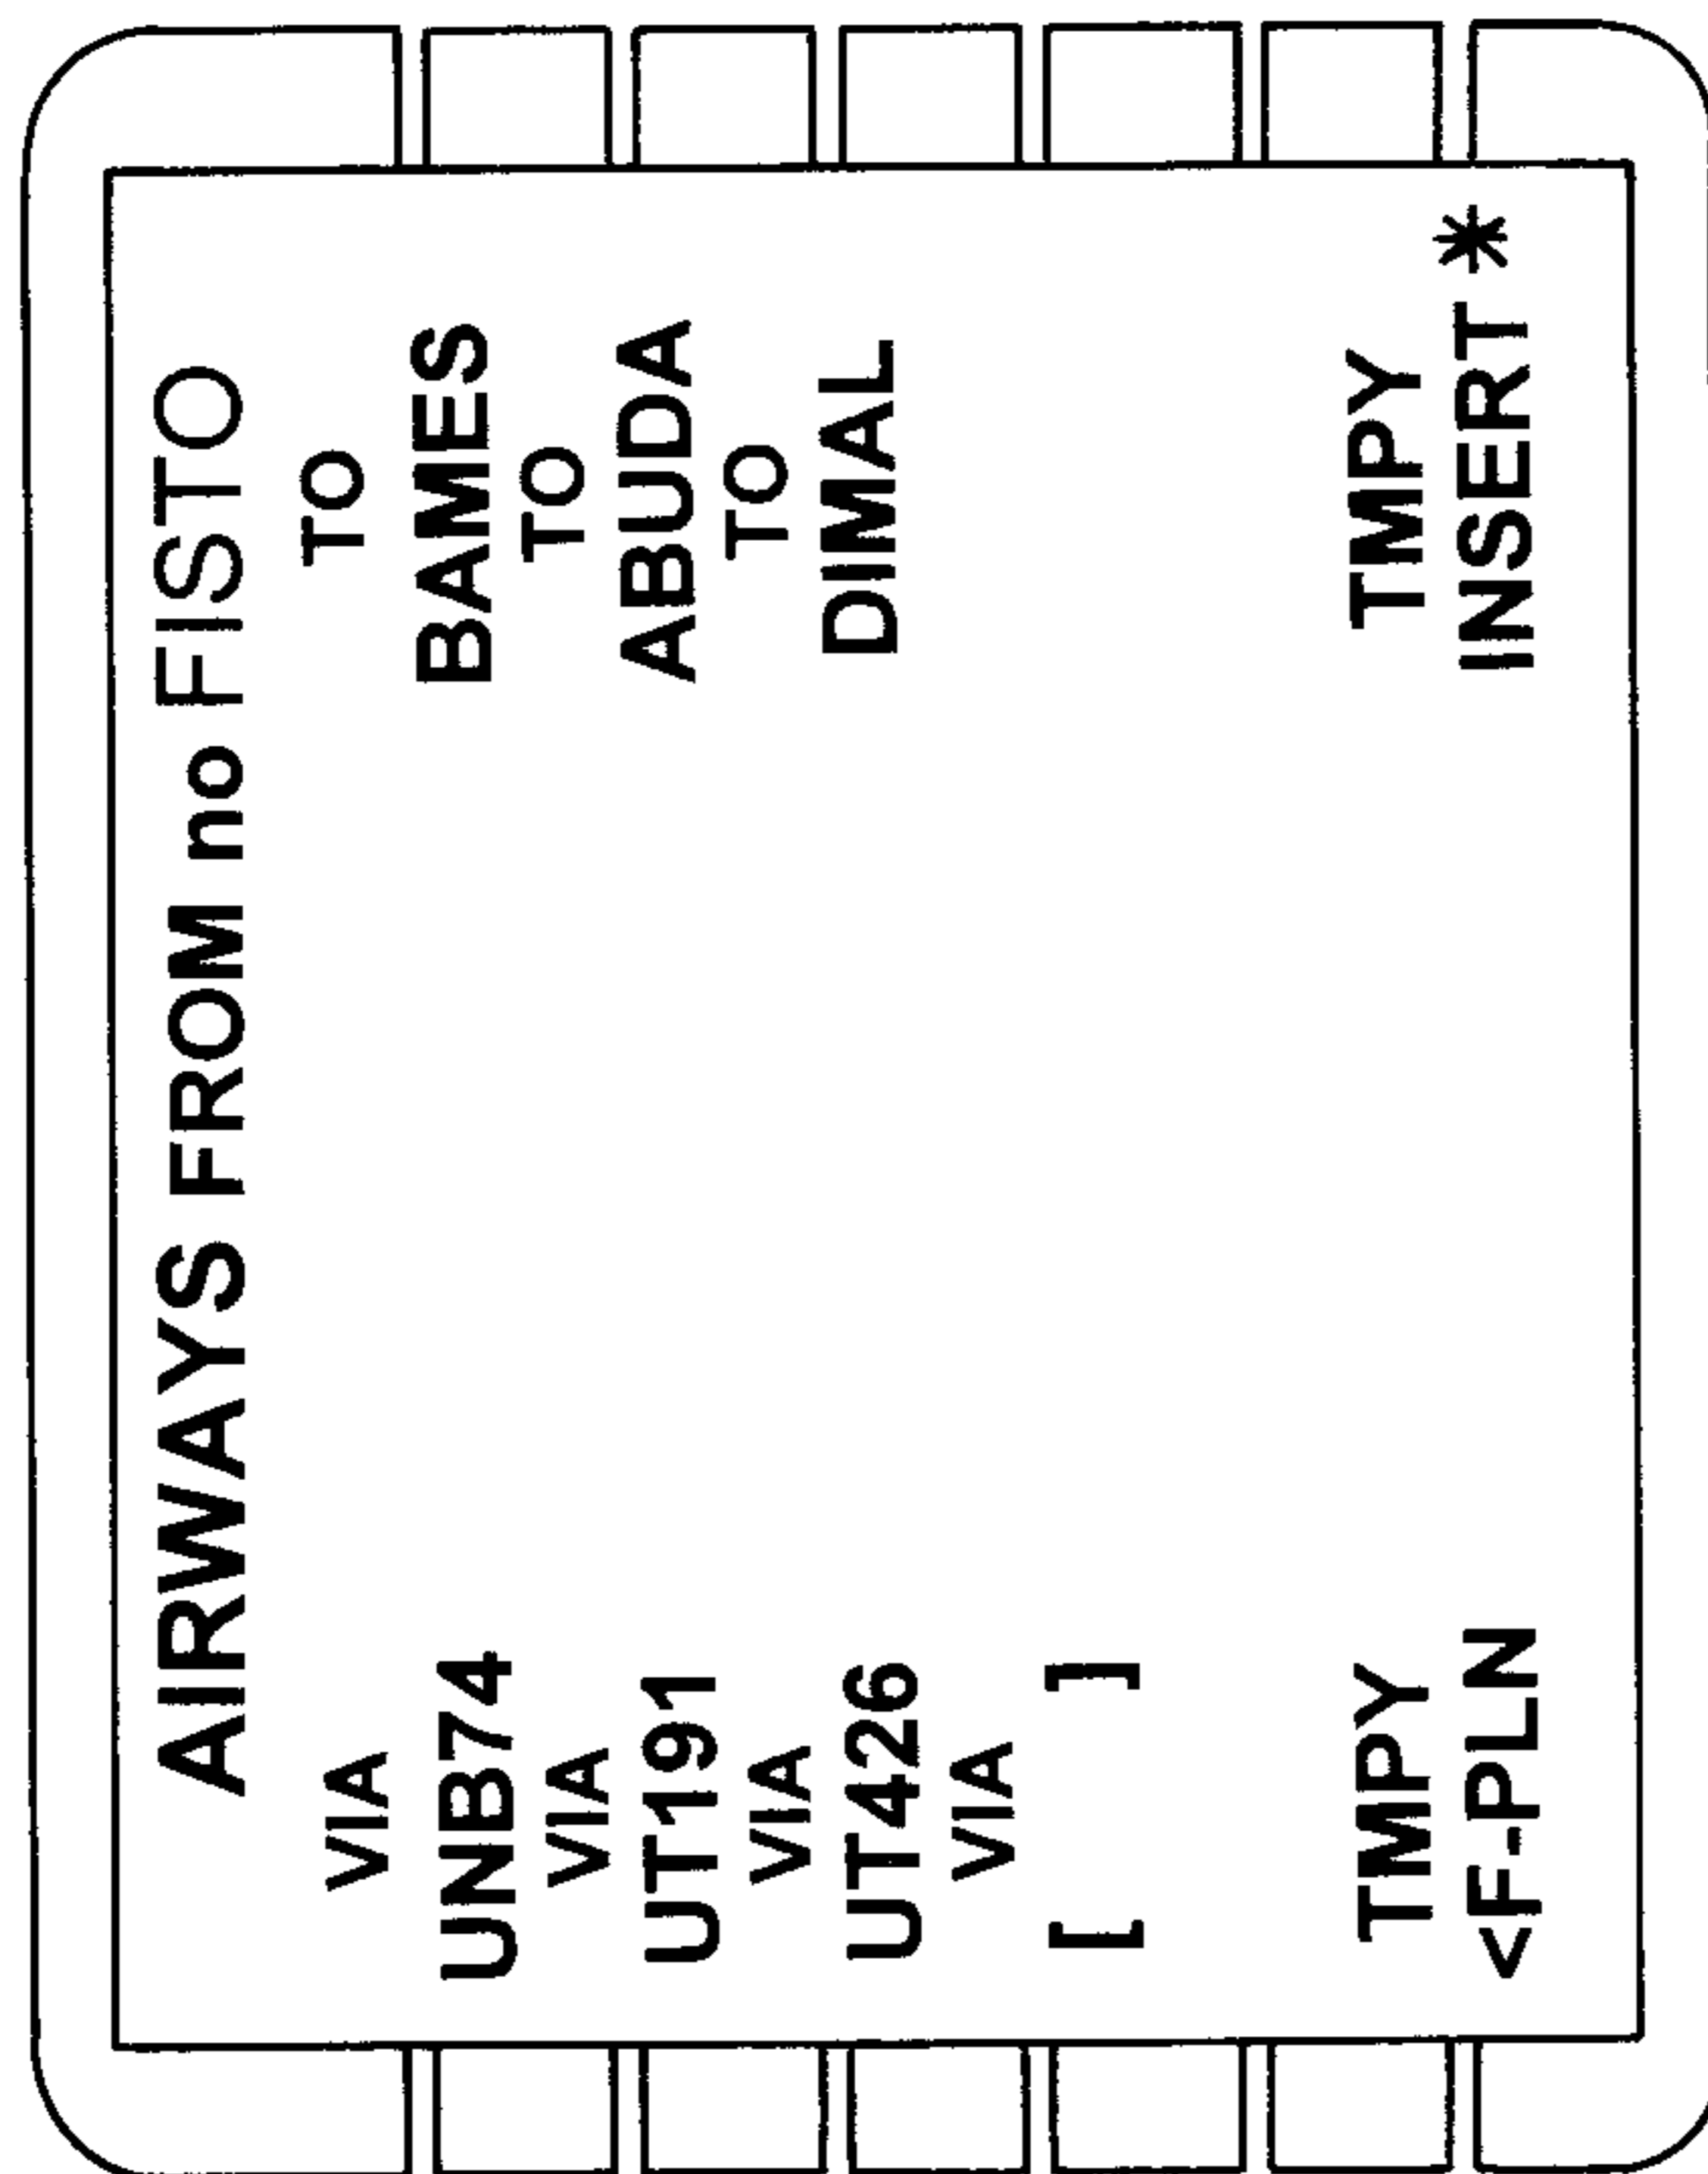 AIRWAYS FROM no FISTO
VIA TO
UNB74 BAMES
VIA TO
UT191 ABUDA
VIA TO
UT426 DIMAL
VIA
[ ]
TMPY TMPY
<F-PLN INSERT *